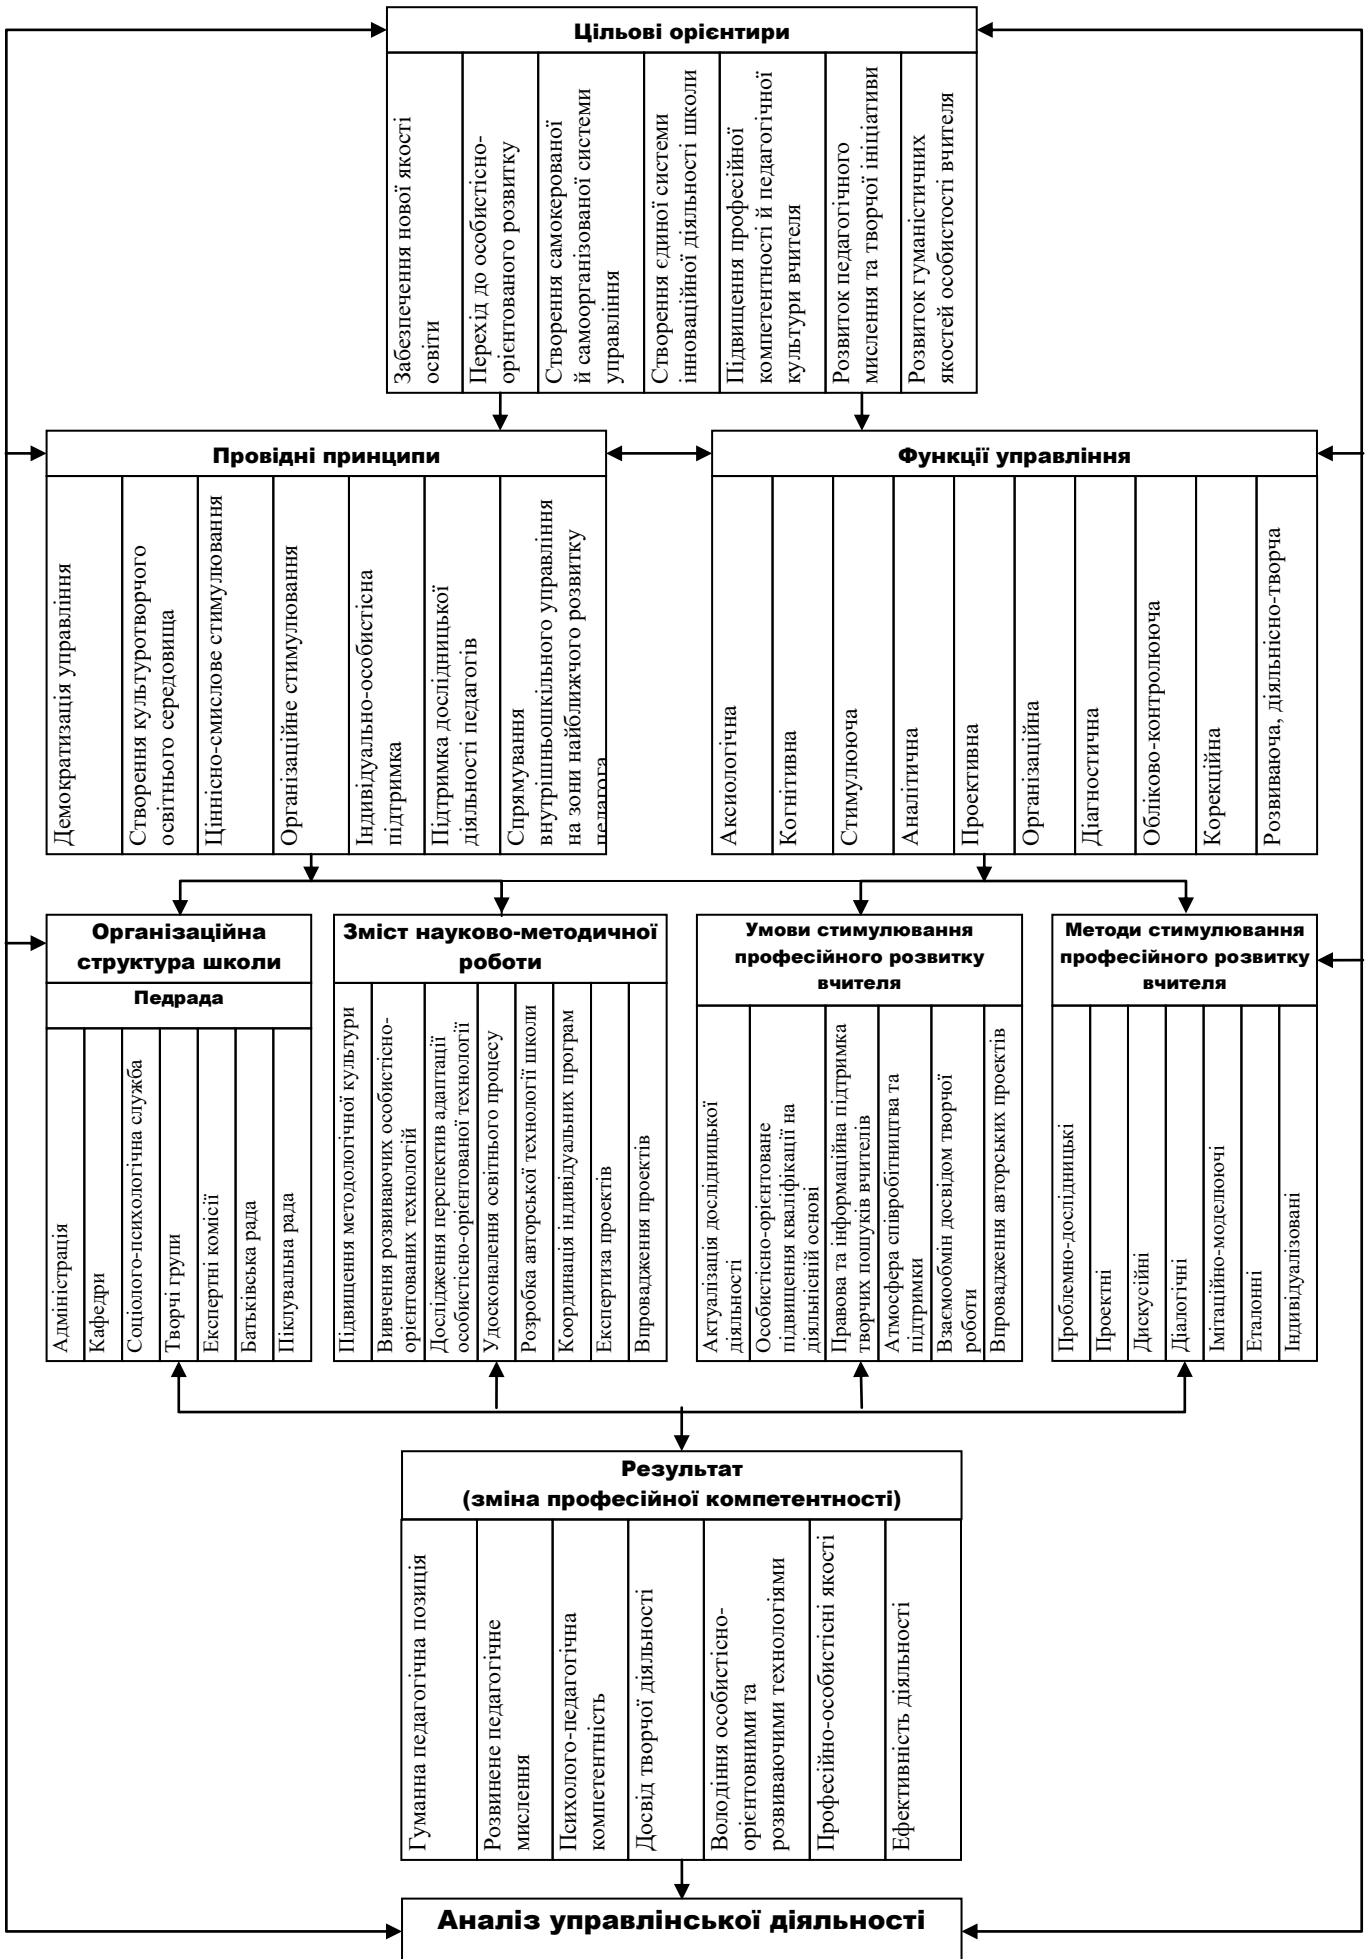 Цільові орієнтири
Забезпечення нової якості
освіти
Перехід до особистісно-
орієнтованого розвитку
Створення самокерованої
й самоорганізованої системи
управління
Створення єдиної системи
інноваційної діяльності школи
Підвищення професійної
компетентності й педагогічної
культури вчителя
Розвиток педагогічного
мислення та творчої ініціативи
Розвиток гуманістичних
якостей особистості вчителя
Провідні принципи
Демократизація управління
Створення культуротворчого
освітнього середовища
Ціннісно-смислове стимулювання
Організаційне стимулювання
Індивідуально-особистісна
підтримка
Підтримка дослідницької
діяльності педагогів
Спрямування
внутрішньошкільного управління
на зони найближчого розвитку
педагога
Функції управління
Аксиологічна
Когнітивна
Стимулююча
Аналітична
Проективна
Організаційна
Діагностична
Обліково-контролююча
Корекційна
Розвиваюча, діяльнісно-творча
Організаційна
структура школи
Педрада
Адміністрація
Кафедри
Соціолого-психологічна служба
Творчі групи
Експертні комісії
Батьківська рада
Піклувальна рада
Зміст науково-методичної
роботи
Підвищення методологічної культури
Вивчення розвиваючих особистісно-
орієнтованих технологій
Дослідження перспектив адаптації
особистісно-орієнтованої технології
Удосконалення освітнього процесу
Розробка авторської технології школи
Координація індивідуальних програм
Експертиза проектів
Впровадження проектів
Умови стимулювання
професійного розвитку
вчителя
Актуалізація дослідницької
діяльності
Особистісно-орієнтоване
підвищення кваліфікації на
діяльнісній основі
Правова та інформаційна підтримка
творчих пошуків вчителів
Атмосфера співробітництва та
підтримки
Взаємообмін досвідом творчої
роботи
Впровадження авторських проектів
Методи стимулювання
професійного розвитку
вчителя
Проблемно-дослідницькі
Проектні
Дискусійні
Діалогічні
Імітаційно-моделюючі
Еталонні
Індивідуалізовані
Результат
(зміна професійної компетентності)
Гуманна педагогічна позиція
Розвинене педагогічне
мислення
Психолого-педагогічна
компетентність
Досвід творчої діяльності
Володіння особистісно-
орієнтовними та
розвиваючими технологіями
Професійно-особистісні якості
Ефективність діяльності
Аналіз управлінської діяльності